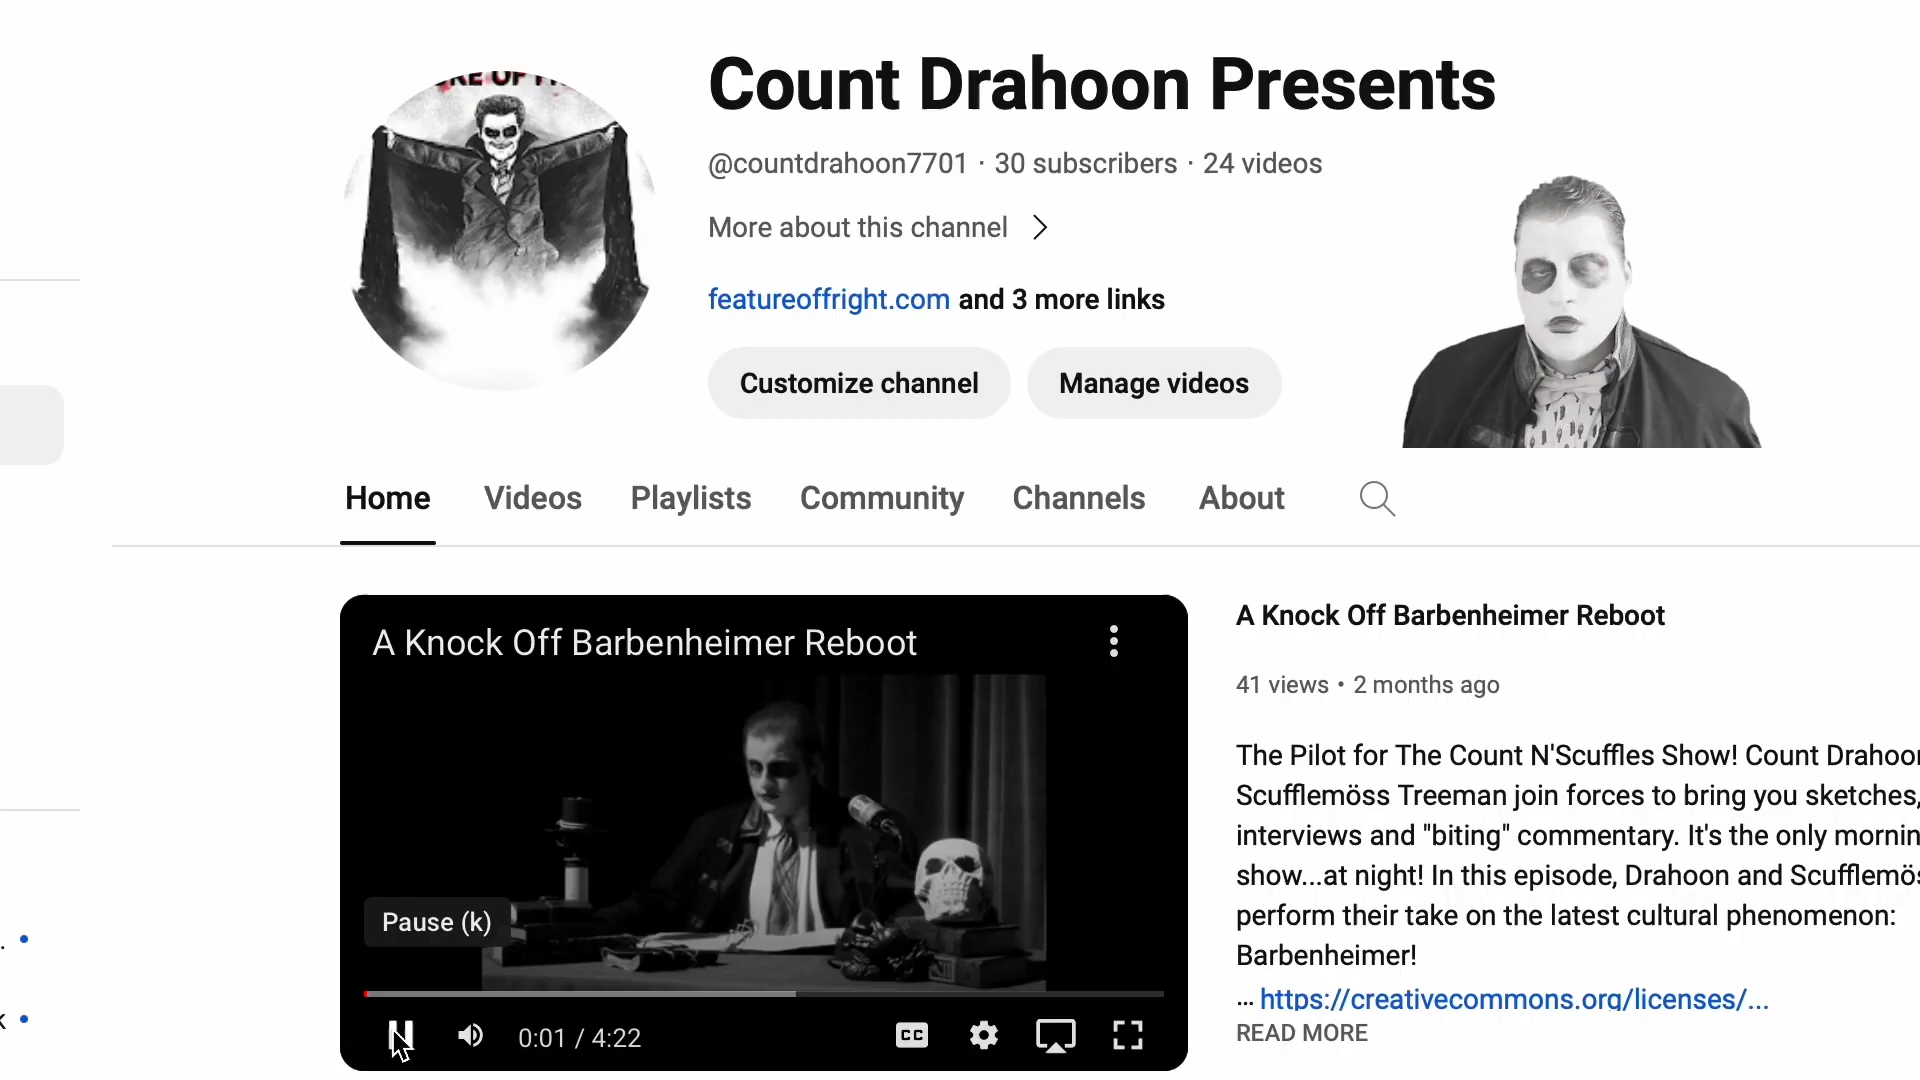 Count Drahoon Presents
@countdrahoon7701 · 30 subscribers · 24 videos
More about this channel
featureoffright.com and 3 more links
Customize channel
Manage videos
Home
Videos
Playlists
Community
Channels
About
A Knock Off Barbenheimer Reboot
Pause (k)
0:01 / 4:22
CC
A Knock Off Barbenheimer Reboot
41 views • 2 months ago
The Pilot for The Count N'Scuffles Show! Count Drahoon
Scufflemöss Treeman join forces to bring you sketches,
interviews and "biting" commentary. It's the only mornin
show...at night! In this episode, Drahoon and Scufflemös
perform their take on the latest cultural phenomenon:
Barbenheimer!
... https://creativecommons.org/licenses/...
READ MORE